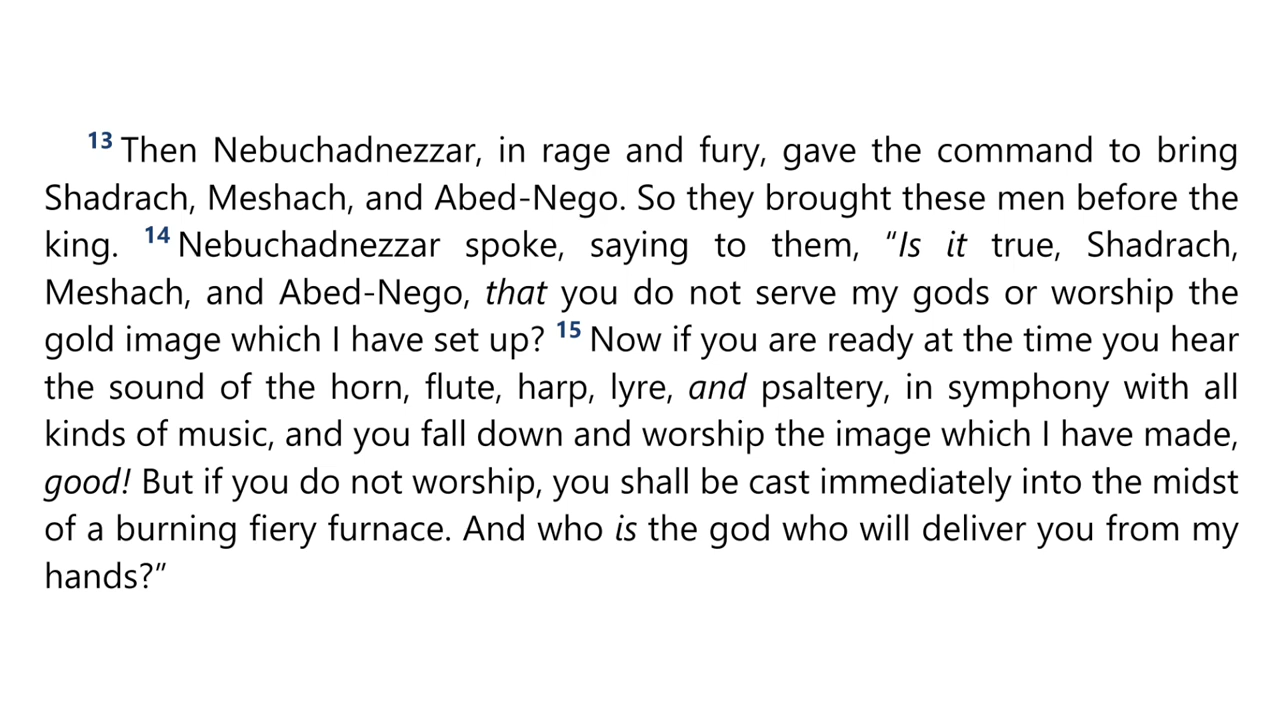 13 Then Nebuchadnezzar, in rage and fury, gave the command to bring
Shadrach, Meshach, and Abed-Nego. So they brought these men before the
king. 14 Nebuchadnezzar spoke, saying to them, “Is it true, Shadrach,
Meshach, and Abed-Nego, that you do not serve my gods or worship the
gold image which I have set up? 15 Now if you are ready at the time you hear
the sound of the horn, flute, harp, lyre, and psaltery, in symphony with all
kinds of music, and you fall down and worship the image which I have made,
good! But if you do not worship, you shall be cast immediately into the midst
of a burning fiery furnace. And who is the god who will deliver you from my
hands?”